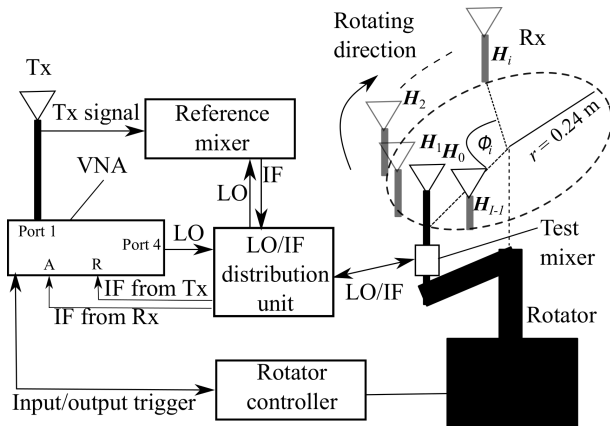 Rotating
direction
Rx
H_i
Tx
Tx signal
Reference
mixer
H_2
H_1 H_0
ϕ_i
r = 0.24 m
H_{I-1}
VNA
LO
IF
Port 1
Port 4
A
R
LO
LO/IF
distribution
unit
LO/IF
Test
mixer
IF from Tx
IF from Rx
Rotator
Rotator
controller
Input/output trigger